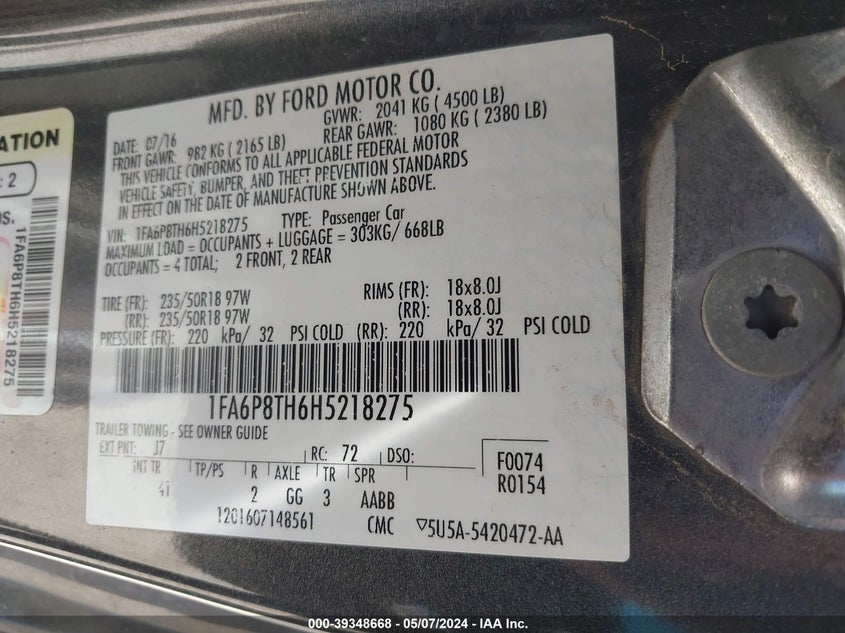 MFD. BY FORD MOTOR CO.
DATE: 07/16
GVWR: 2041 KG ( 4500 LB)
FRONT GAWR: 982 KG ( 2165 LB)
REAR GAWR: 1080 KG ( 2380 LB)
THIS VEHICLE CONFORMS TO ALL APPLICABLE FEDERAL MOTOR
VEHICLE SAFETY, BUMPER, AND THEFT PREVENTION STANDARDS
IN EFFECT ON THE DATE OF MANUFACTURE SHOWN ABOVE.
VIN: 1FA6P8TH6H5218275 TYPE: Passenger Car
MAXIMUM LOAD = OCCUPANTS + LUGGAGE = 303KG/ 668LB
OCCUPANTS = 4 TOTAL; 2 FRONT, 2 REAR
TIRE (FR): 235/50R18 97W RIMS (FR): 18x8.0J
(RR): 235/50R18 97W (RR): 18x8.0J
PRESSURE (FR): 220 kPa/ 32 PSI COLD (RR): 220 kPa/ 32 PSI COLD
1FA6P8TH6H5218275
TRAILER TOWING - SEE OWNER GUIDE
EXT PNT: J7 RC: 72 DSO:
INT TR TP/PS R AXLE TR SPR
4I 2 GG 3 AABB
F0074
R0154
1201607148561 CMC ▽5U5A-5420472-AA
ATION
: 2
OS.
1FA6P8TH6H5218275
000-39348668 - 05/07/2024 - IAA Inc.